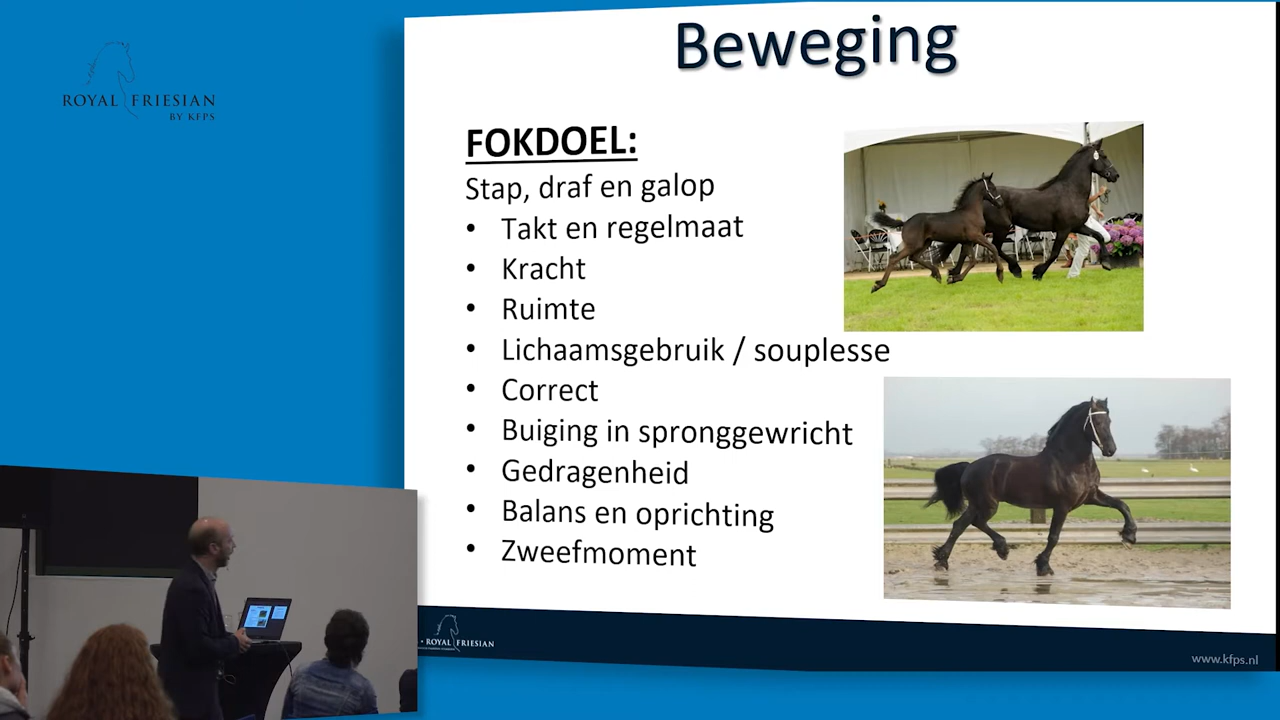 ROYAL FRIESIAN
BY KFPS
Beweging
FOKDOEL:
Stap, draf en galop
• Takt en regelmaat
• Kracht
• Ruimte
• Lichaamsgebruik / souplesse
• Correct
• Buiging in spronggewricht
• Gedragenheid
• Balans en oprichting
• Zweefmoment
ROYAL FRIESIAN
www.kfps.nl